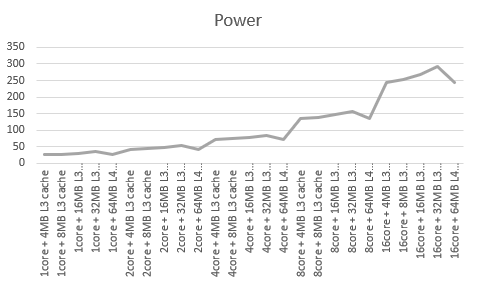 Power
350
300
250
200
150
100
50
0
1core + 4MB L3 cache
1core + 8MB L3 cache
1core + 16MB L3…
1core + 32MB L3…
1core + 64MB L4…
2core + 4MB L3 cache
2core + 8MB L3 cache
2core + 16MB L3…
2core + 32MB L3…
2core + 64MB L4…
4core + 4MB L3 cache
4core + 8MB L3 cache
4core + 16MB L3…
4core + 32MB L3…
4core + 64MB L4…
8core + 4MB L3 cache
8core + 8MB L3 cache
8core + 16MB L3…
8core + 32MB L3…
8core + 64MB L4…
16core + 4MB L3…
16core + 8MB L3…
16core + 16MB L3…
16core + 32MB L3…
16core + 64MB L4…